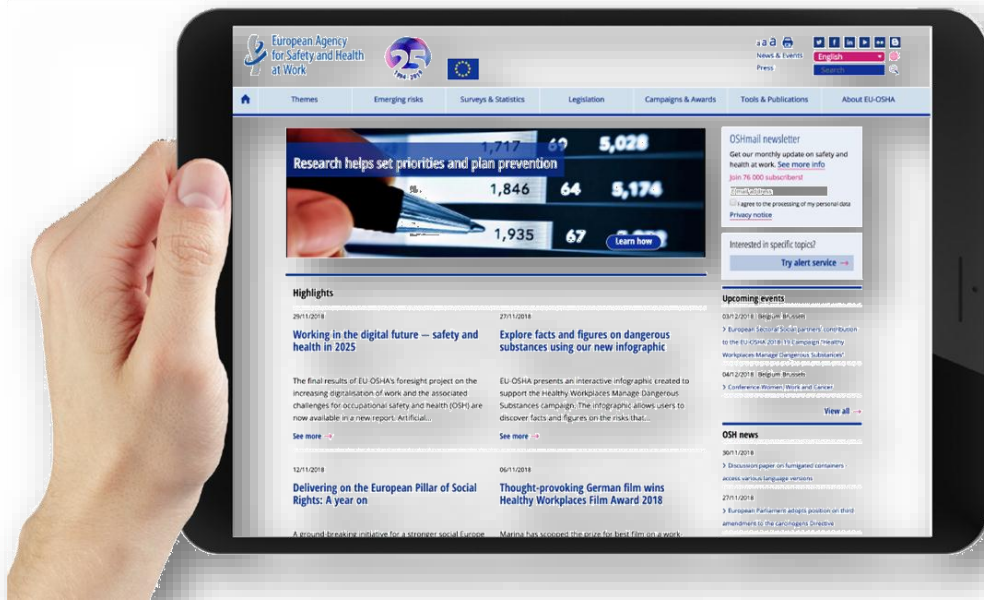 European Agency
for Safety and Health
at Work
25
1994-2019
a a a
News & Events
Press
English
Search
Themes
Emerging risks
Surveys & Statistics
Legislation
Campaigns & Awards
Tools & Publications
About EU-OSHA
Research helps set priorities and plan prevention
1,717 69 5,028
1,846 64 5,174
1,935 67
Learn how
OSHmail newsletter
Get our monthly update on safety and
health at work. See more info
Join 76 000 subscribers!
I agree to the processing of my personal data
Privacy notice
Interested in specific topics?
Try alert service →
Highlights
29/11/2018
Working in the digital future — safety and
health in 2025
The final results of EU-OSHA's foresight project on the
increasing digitalisation of work and the associated
challenges for occupational safety and health (OSH) are
now available in a new report. Artificial...
See more →
27/11/2018
Explore facts and figures on dangerous
substances using our new infographic
EU-OSHA presents an interactive infographic created to
support the Healthy Workplaces Manage Dangerous
Substances campaign. The infographic allows users to
discover facts and figures on the risks that...
See more →
12/11/2018
Delivering on the European Pillar of Social
Rights: A year on
A ground-breaking initiative for a stronger social Europe
06/11/2018
Thought-provoking German film wins
Healthy Workplaces Film Award 2018
Marina has scooped the prize for best film on a work-
Upcoming events
03/12/2018 Belgium Brussels
> European Sectoral Social partners' contribution
to the EU-OSHA 2018-19 Campaign "Healthy
Workplaces Manage Dangerous Substances"
04/12/2018 Belgium Brussels
> Conference Women, Work and Cancer
View all →
OSH news
30/11/2018
> Discussion paper on fumigated containers -
access various language versions
27/11/2018
> European Parliament adopts position on third
amendment to the carcinogens Directive